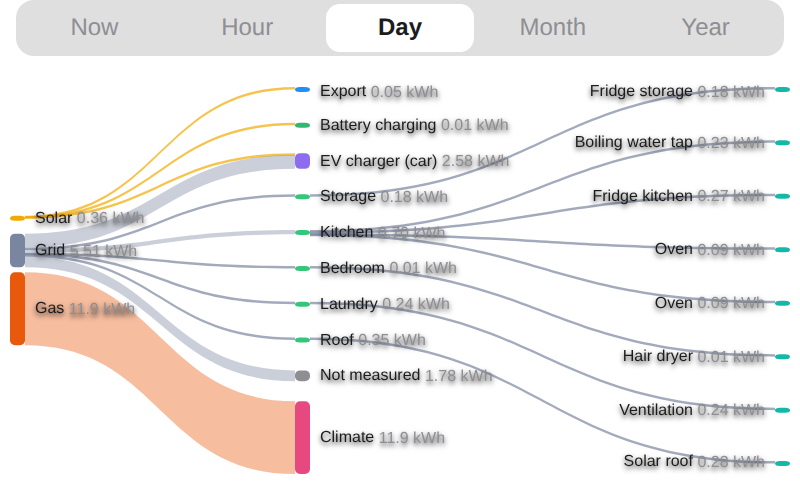 Now Hour Day Month Year
Export 0.05 kWh
Battery charging 0.01 kWh
EV charger (car) 2.58 kWh
Storage 0.18 kWh
Kitchen kWh
Bedroom 0.01 kWh
Laundry 0.24 kWh
Roof 0.35 kWh
Not measured 1.78 kWh
Climate 11.9 kWh
Solar 0.36 kWh
Grid kWh
Gas 11.9 kWh
Fridge storage 0.18 kWh
Boiling water tap 0.23 kWh
Fridge kitchen 0.27 kWh
Oven 0.09 kWh
Oven 0.09 kWh
Hair dryer 0.01 kWh
Ventilation 0.24 kWh
Solar roof 0.28 kWh